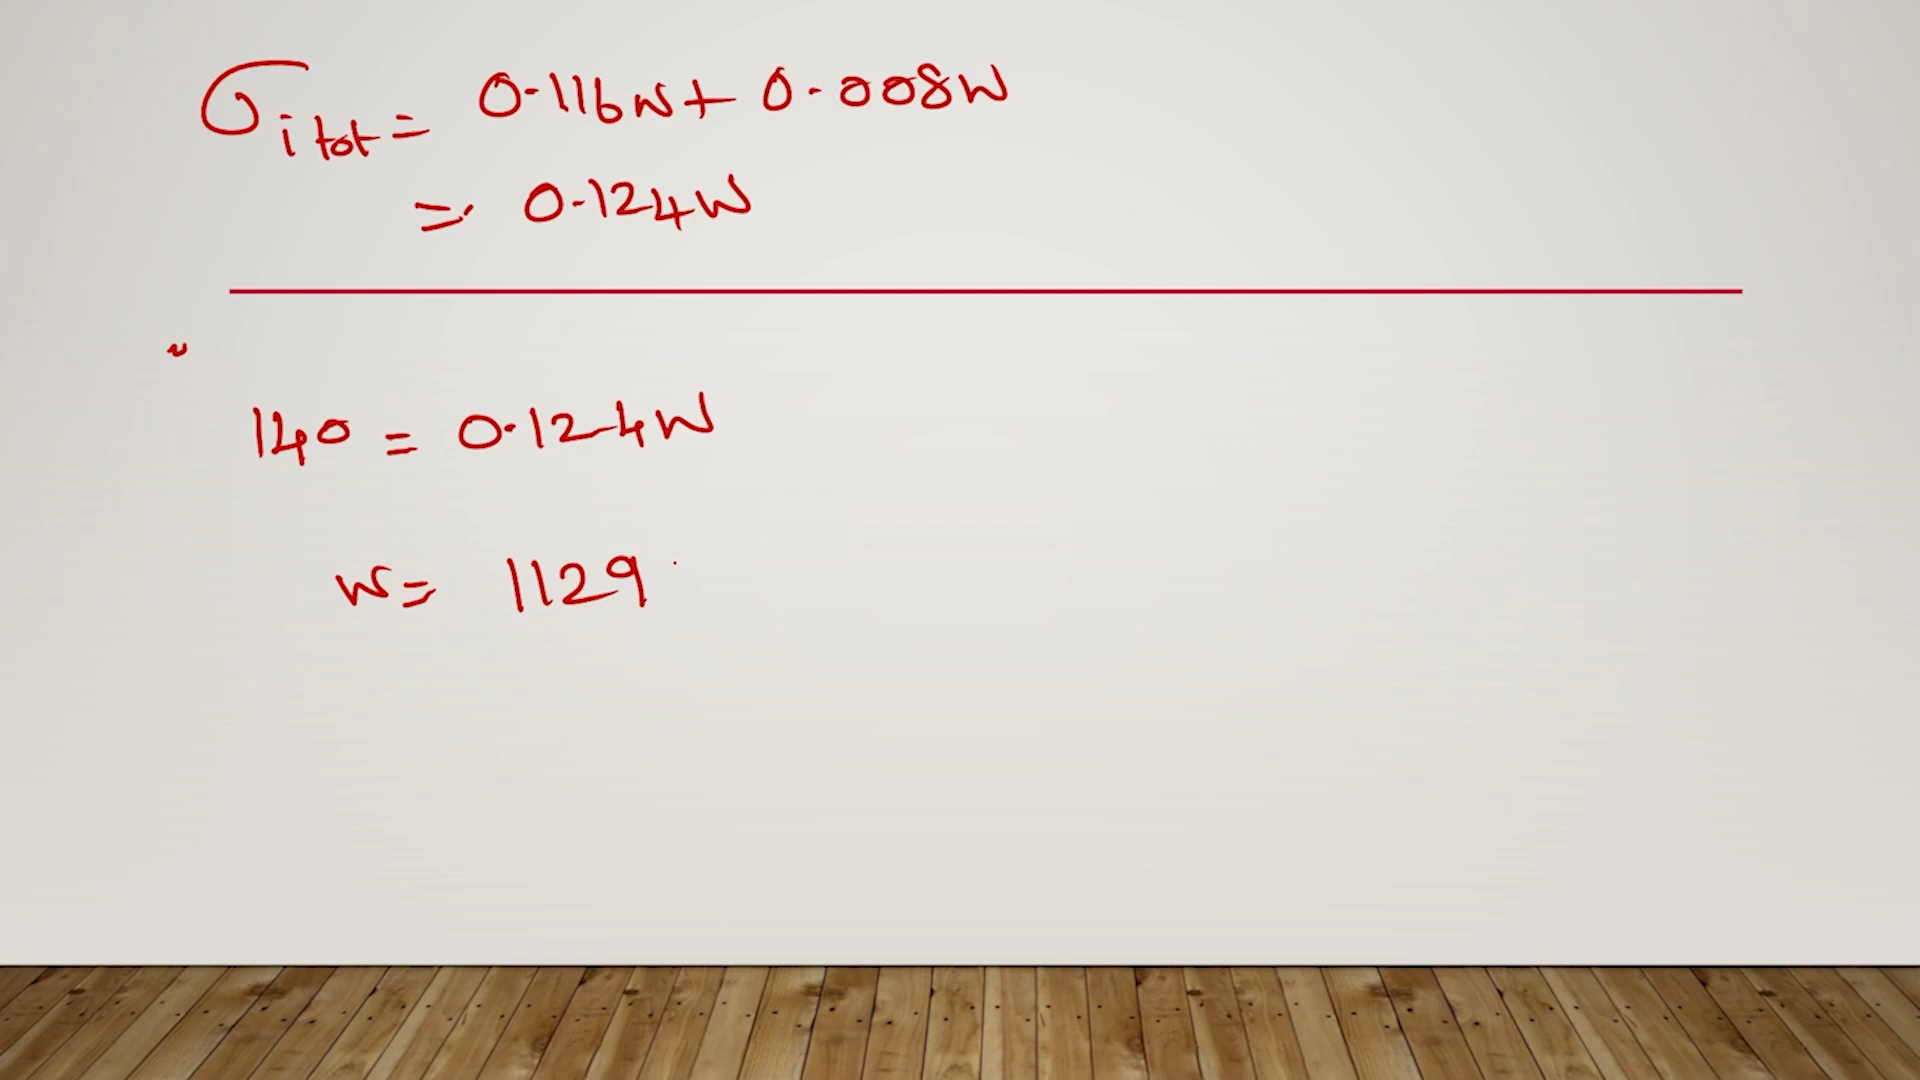 σi tot = 0.116W + 0.008W
= 0.124W
140 = 0.124W
W = 1129